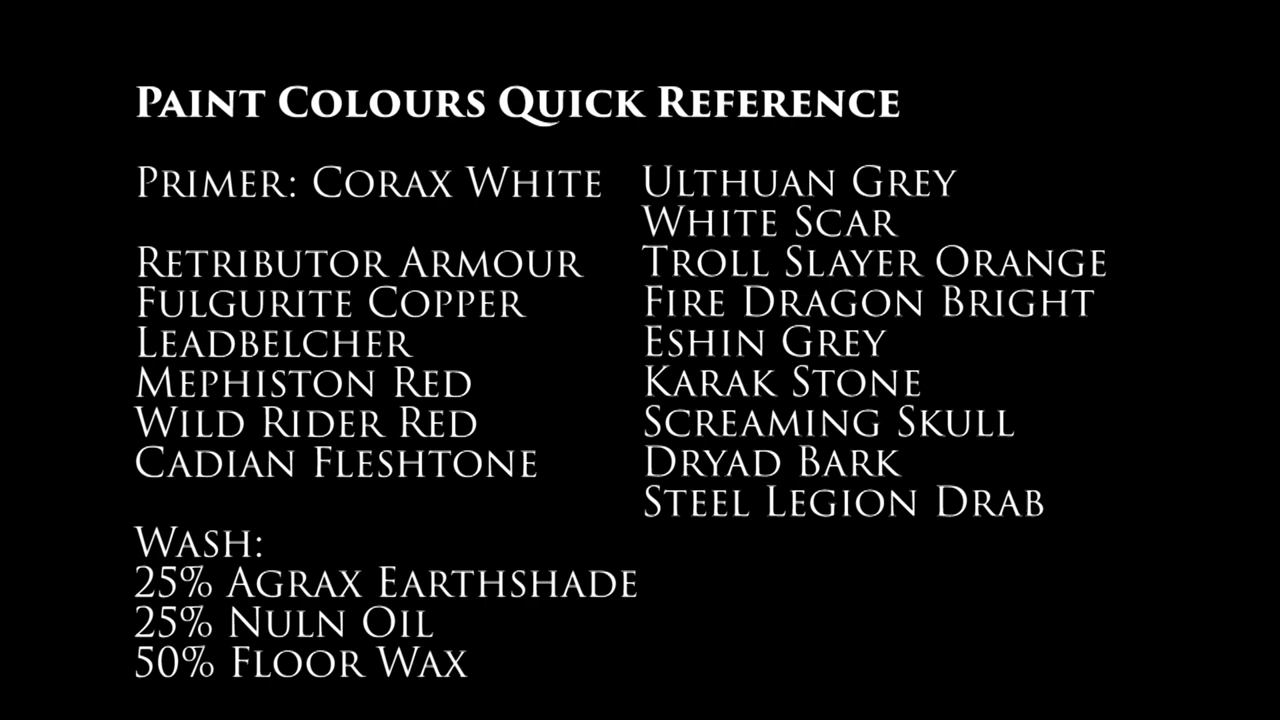 Paint Colours Quick Reference
Primer: Corax White
Retributor Armour
Fulgurite Copper
Leadbelcher
Mephiston Red
Wild Rider Red
Cadian Fleshtone
Wash:
25% Agrax Earthshade
25% Nuln Oil
50% Floor Wax
Ulthuan Grey
White Scar
Troll Slayer Orange
Fire Dragon Bright
Eshin Grey
Karak Stone
Screaming Skull
Dryad Bark
Steel Legion Drab